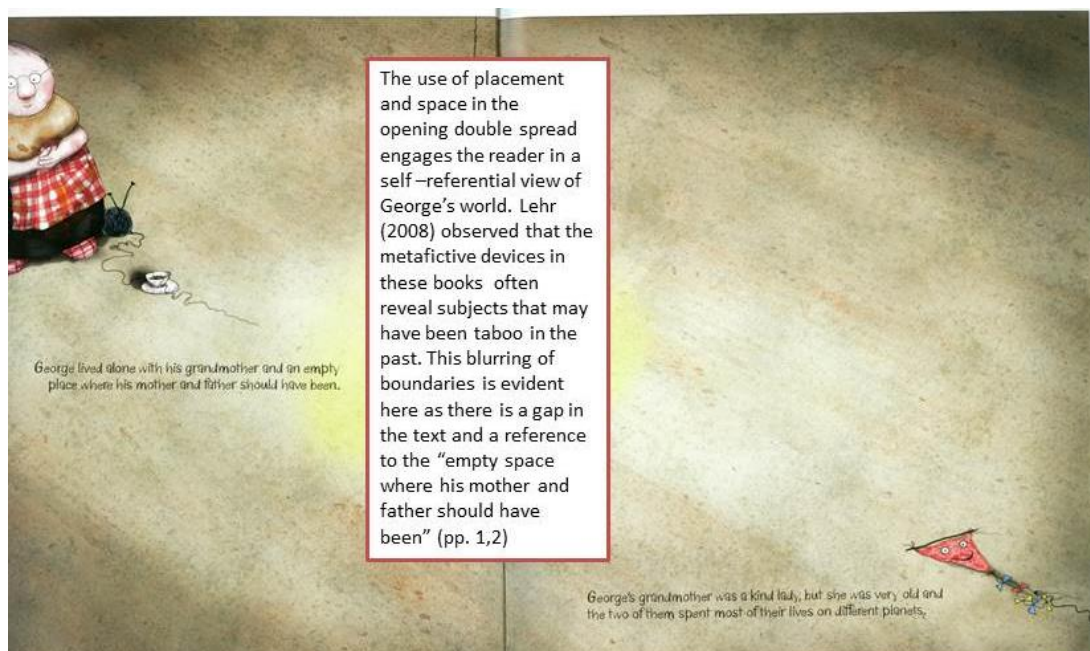 George lived alone with his grandmother and an empty
place where his mother and father should have been.
The use of placement
and space in the
opening double spread
engages the reader in a
self –referential view of
George's world. Lehr
(2008) observed that the
metafictive devices in
these books often
reveal subjects that may
have been taboo in the
past. This blurring of
boundaries is evident
here as there is a gap in
the text and a reference
to the “empty space
where his mother and
father should have
been” (pp. 1,2)
George's grandmother was a kind lady, but she was very old and
the two of them spent most of their lives on different planets.